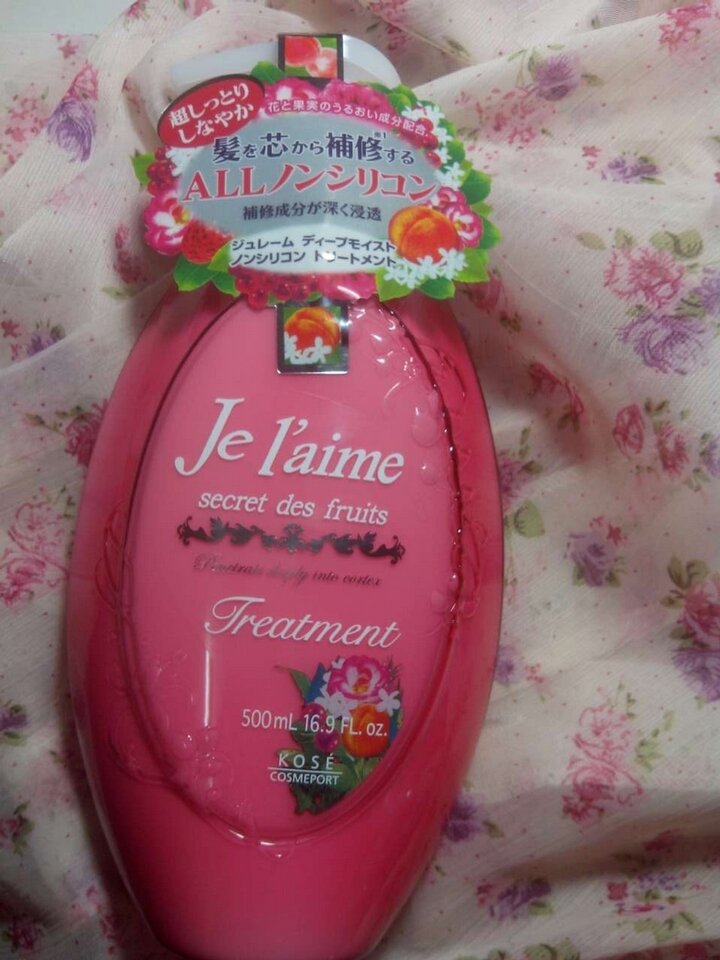 超しっとり
しなやか
花と果実のうるおい成分配合。
髪を芯から補修する※1
ALLノンシリコン
補修成分が深く浸透
ジュレーム ディープモイスト
ノンシリコン トリートメント
Je l'aime
secret des fruits
Penetrate deeply into cortex
Treatment
500mL 16.9 FL. oz.
KOSÉ
COSMEPORT